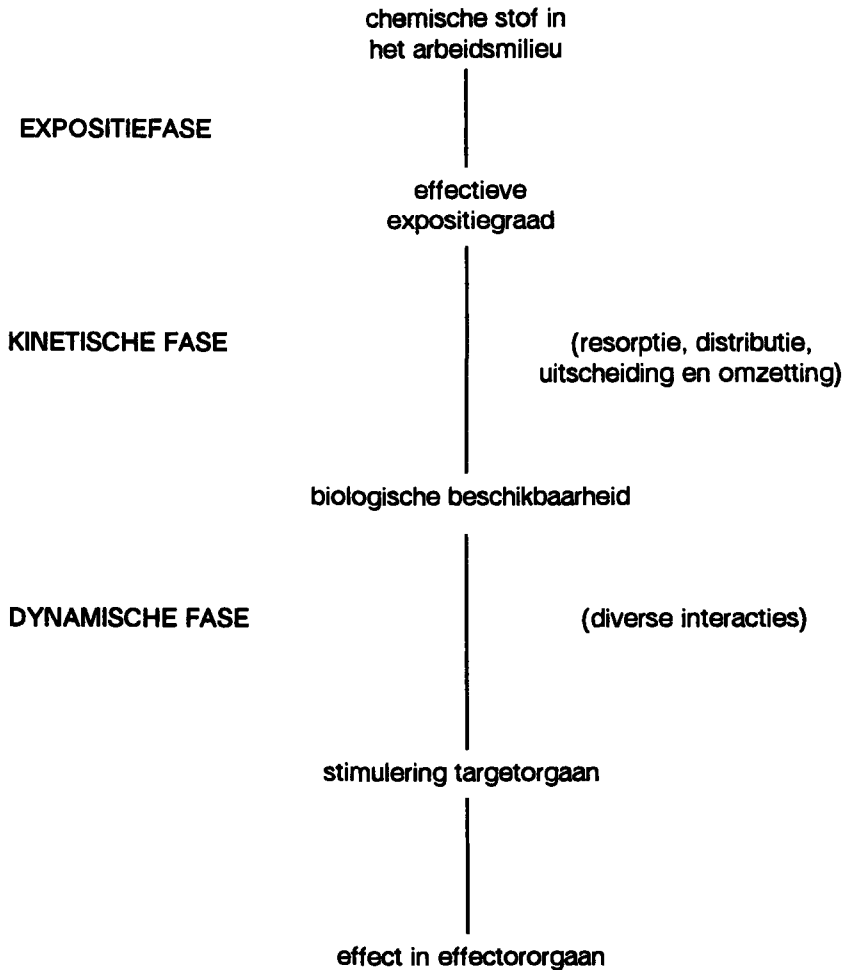 chemische stof in
het arbeidsmilieu
EXPOSITIEFASE
effectieve
expositiegraad
KINETISCHE FASE
(resorptie, distributie,
uitscheiding en omzetting)
biologische beschikbaarheid
DYNAMISCHE FASE
(diverse interacties)
stimulering targetorgaan
effect in effectororgaan